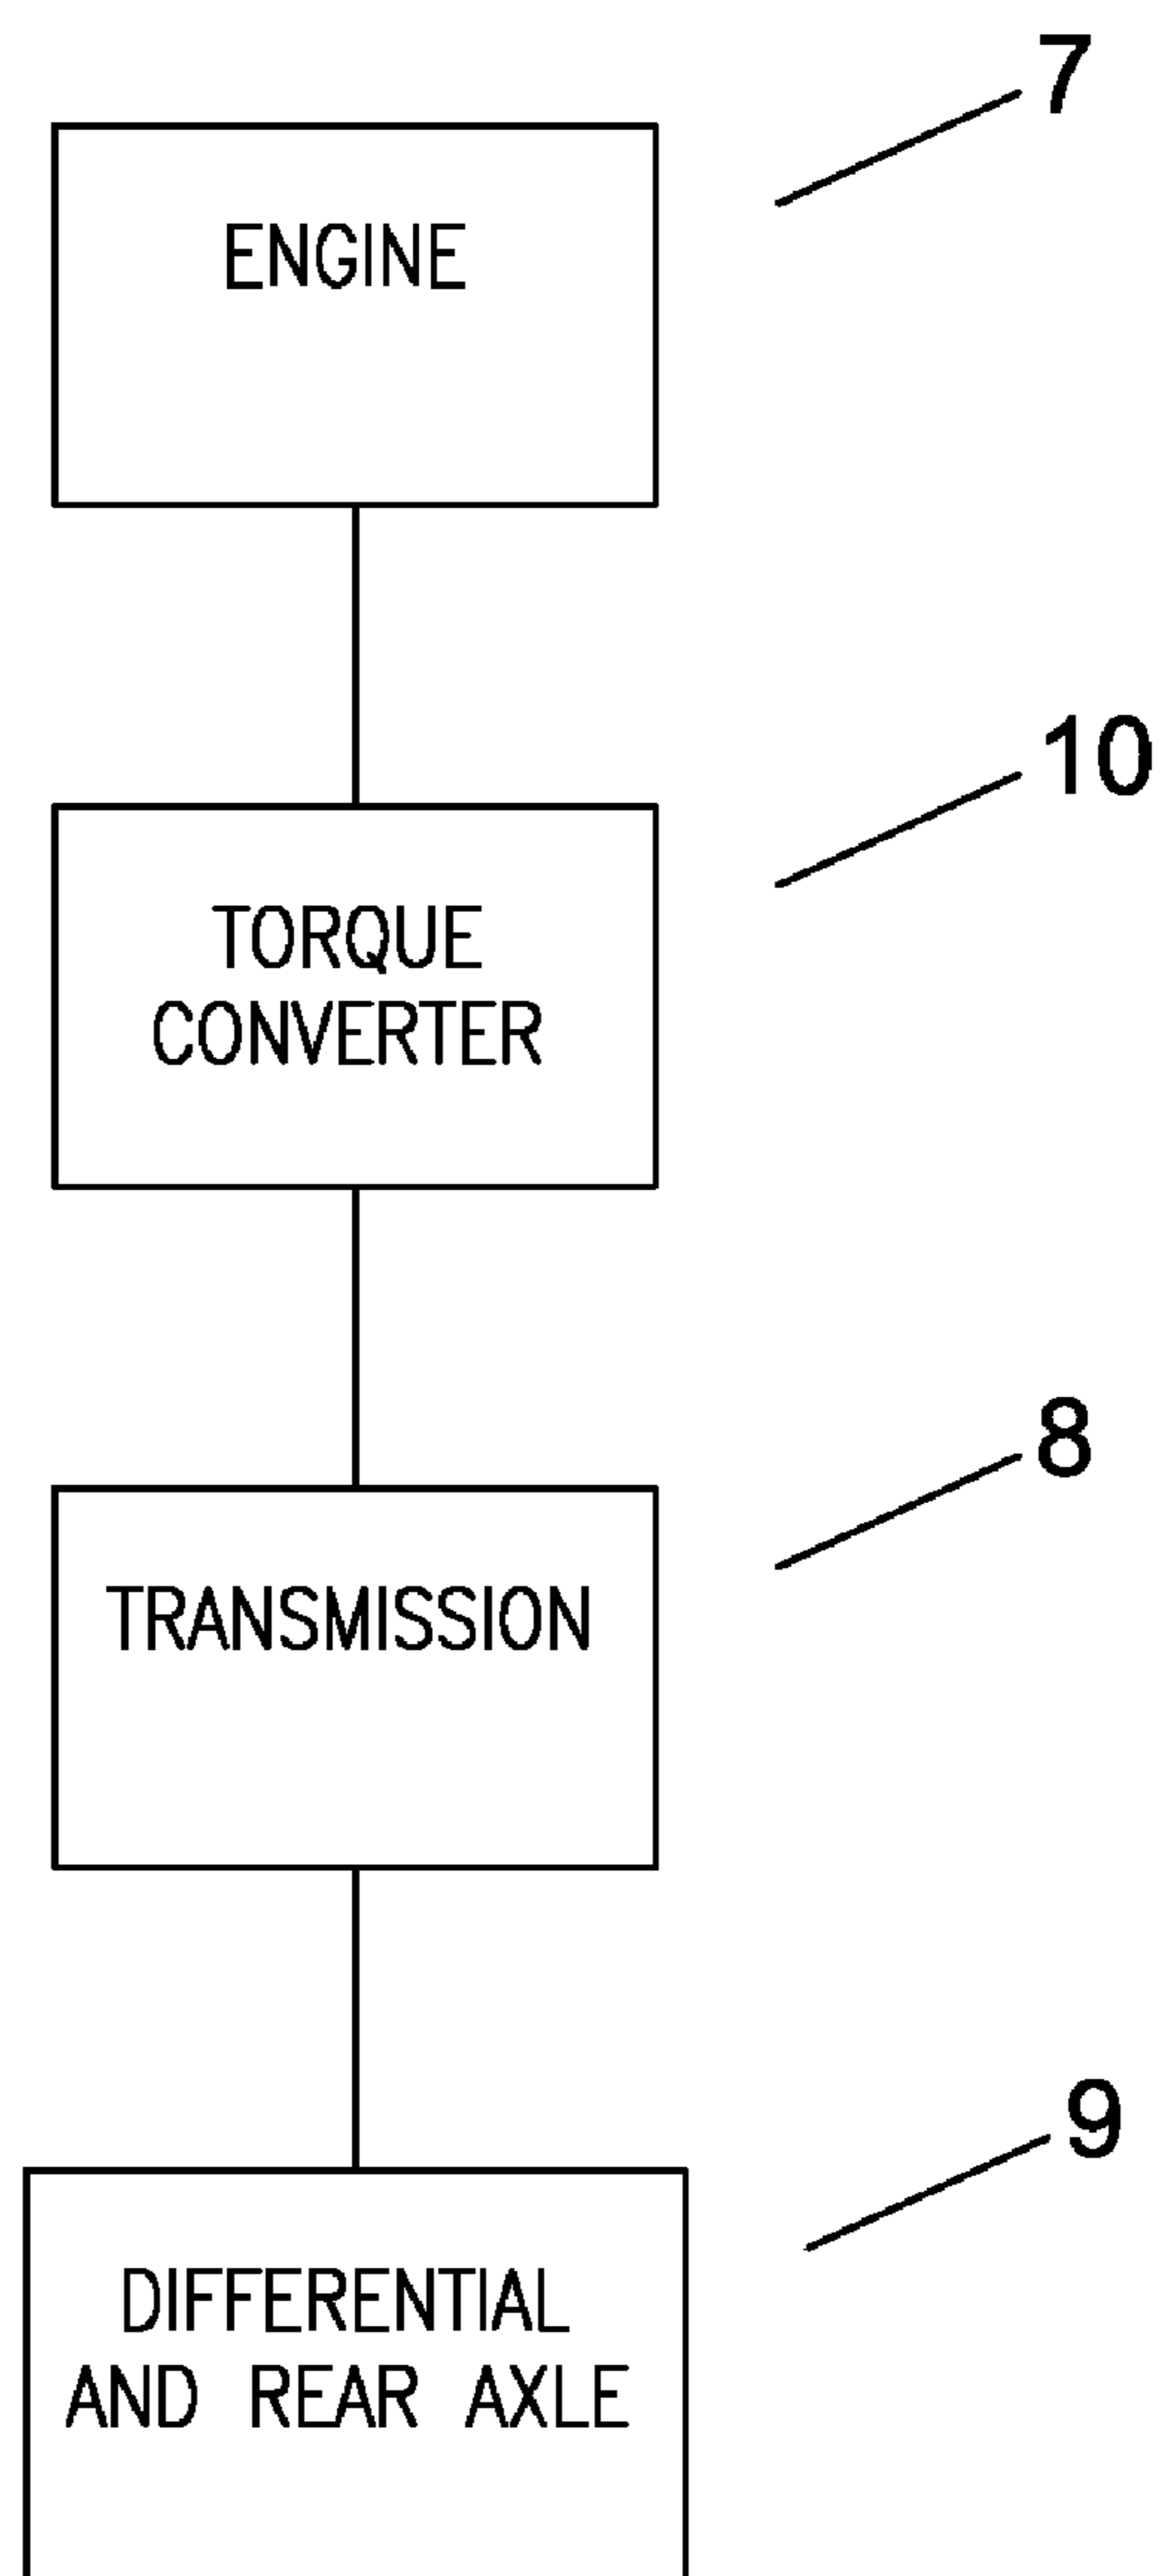 7
ENGINE
10
TORQUE
CONVERTER
8
TRANSMISSION
9
DIFFERENTIAL
AND REAR AXLE